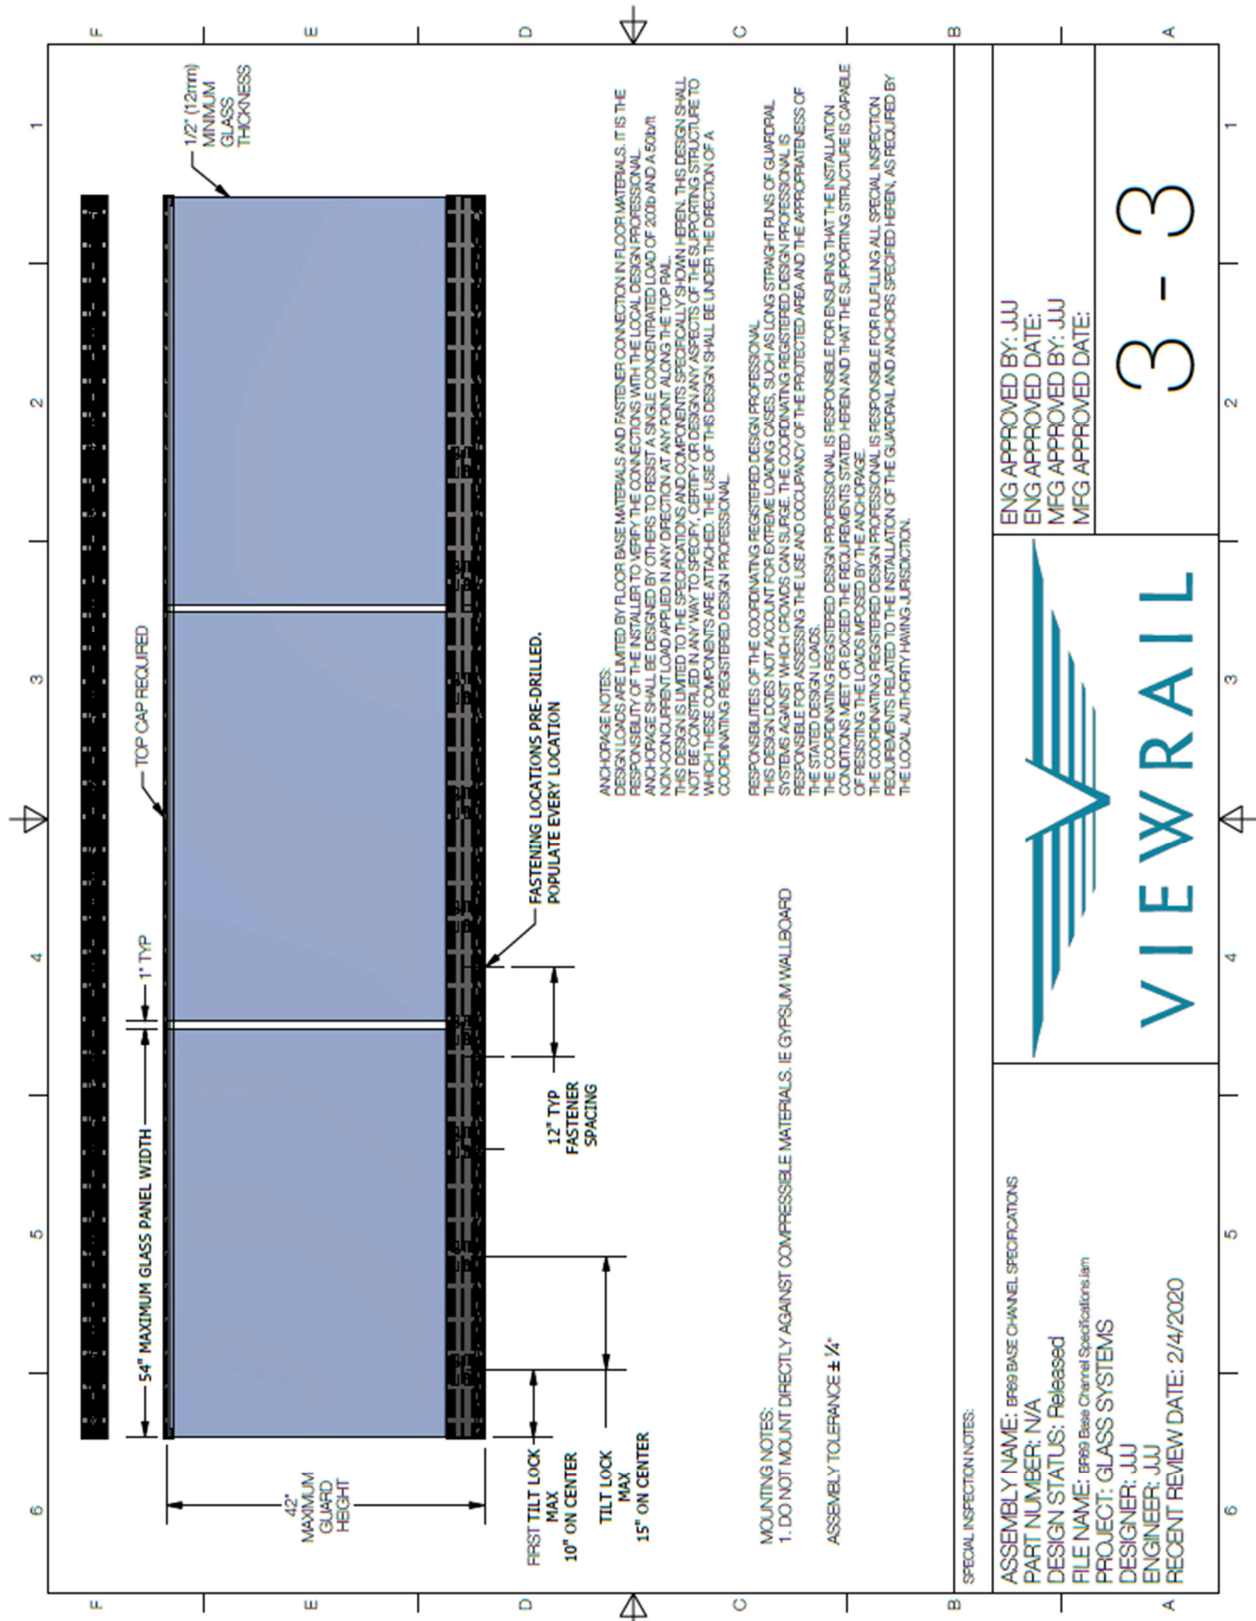 6 5 4 3 2 1
F
F
E
E
D
D
C
C
B
B
A
A
54" MAXIMUM GLASS PANEL WIDTH
1" TYP
TOP CAP REQUIRED
1/2" (12mm)
MINIMUM
GLASS
THICKNESS
42"
MAXIMUM
GUARD
HEIGHT
FIRST TILT LOCK
MAX
10" ON CENTER
TILT LOCK
MAX
15" ON CENTER
12" TYP
FASTENER
SPACING
FASTENING LOCATIONS PRE-DRILLED.
POPULATE EVERY LOCATION
MOUNTING NOTES:
1. DO NOT MOUNT DIRECTLY AGAINST COMPRESSIBLE MATERIALS. IE GYPSUM WALLBOARD
ASSEMBLY TOLERANCE ± ¼"
ANCHORAGE NOTES:
DESIGN LOADS ARE LIMITED BY FLOOR BASE MATERIALS AND FASTENER CONNECTION IN FLOOR MATERIALS. IT IS THE
RESPONSIBILITY OF THE INSTALLER TO VERIFY THE CONNECTIONS WITH THE LOCAL DESIGN PROFESSIONAL.
ANCHORAGE SHALL BE DESIGNED BY OTHERS TO RESIST A SINGLE CONCENTRATED LOAD OF 200lb AND A 50lb/ft
NON-CONCURRENT LOAD APPLIED IN ANY DIRECTION AT ANY POINT ALONG THE TOP RAIL.
THIS DESIGN IS LIMITED TO THE SPECIFICATIONS AND COMPONENTS SPECIFICALLY SHOWN HEREIN. THIS DESIGN SHALL
NOT BE CONSTRUED IN ANY WAY TO SPECIFY, CERTIFY OR DESIGN ANY ASPECTS OF THE SUPPORTING STRUCTURE TO
WHICH THESE COMPONENTS ARE ATTACHED. THE USE OF THIS DESIGN SHALL BE UNDER THE DIRECTION OF A
COORDINATING REGISTERED DESIGN PROFESSIONAL.
RESPONSIBILITIES OF THE COORDINATING REGISTERED DESIGN PROFESSIONAL
THIS DESIGN DOES NOT ACCOUNT FOR EXTREME LOADING CASES, SUCH AS LONG STRAIGHT RUNS OF GUARDRAIL
SYSTEMS AGAINST WHICH CROWDS CAN SURGE. THE COORDINATING REGISTERED DESIGN PROFESSIONAL IS
RESPONSIBLE FOR ASSESSING THE USE AND OCCUPANCY OF THE PROTECTED AREA AND THE APPROPRIATENESS OF
THE STATED DESIGN LOADS.
THE COORDINATING REGISTERED DESIGN PROFESSIONAL IS RESPONSIBLE FOR ENSURING THAT THE INSTALLATION
CONDITIONS MEET OR EXCEED THE REQUIREMENTS STATED HEREIN AND THAT THE SUPPORTING STRUCTURE IS CAPABLE
OF RESISTING THE LOADS IMPOSED BY THE ANCHORAGE.
THE COORDINATING REGISTERED DESIGN PROFESSIONAL IS RESPONSIBLE FOR FULFILLING ALL SPECIAL INSPECTION
REQUIREMENTS RELATED TO THE INSTALLATION OF THE GUARDRAIL AND ANCHORS SPECIFIED HEREIN, AS REQUIRED BY
THE LOCAL AUTHORITY HAVING JURISDICTION.
SPECIAL INSPECTION NOTES:
ASSEMBLY NAME: BR69 BASE CHANNEL SPECIFICATIONS
PART NUMBER: N/A
DESIGN STATUS: Released
FILE NAME: BR69 Base Channel Specifications.iam
PROJECT: GLASS SYSTEMS
DESIGNER: JJJ
ENGINEER: JJJ
RECENT REVIEW DATE: 2/4/2020
VIEWRAIL
ENG APPROVED BY: JJJ
ENG APPROVED DATE:
MFG APPROVED BY: JJJ
MFG APPROVED DATE:
3 - 3
6 5 4 3 2 1